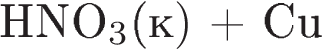 HNO₃(к) + Cu